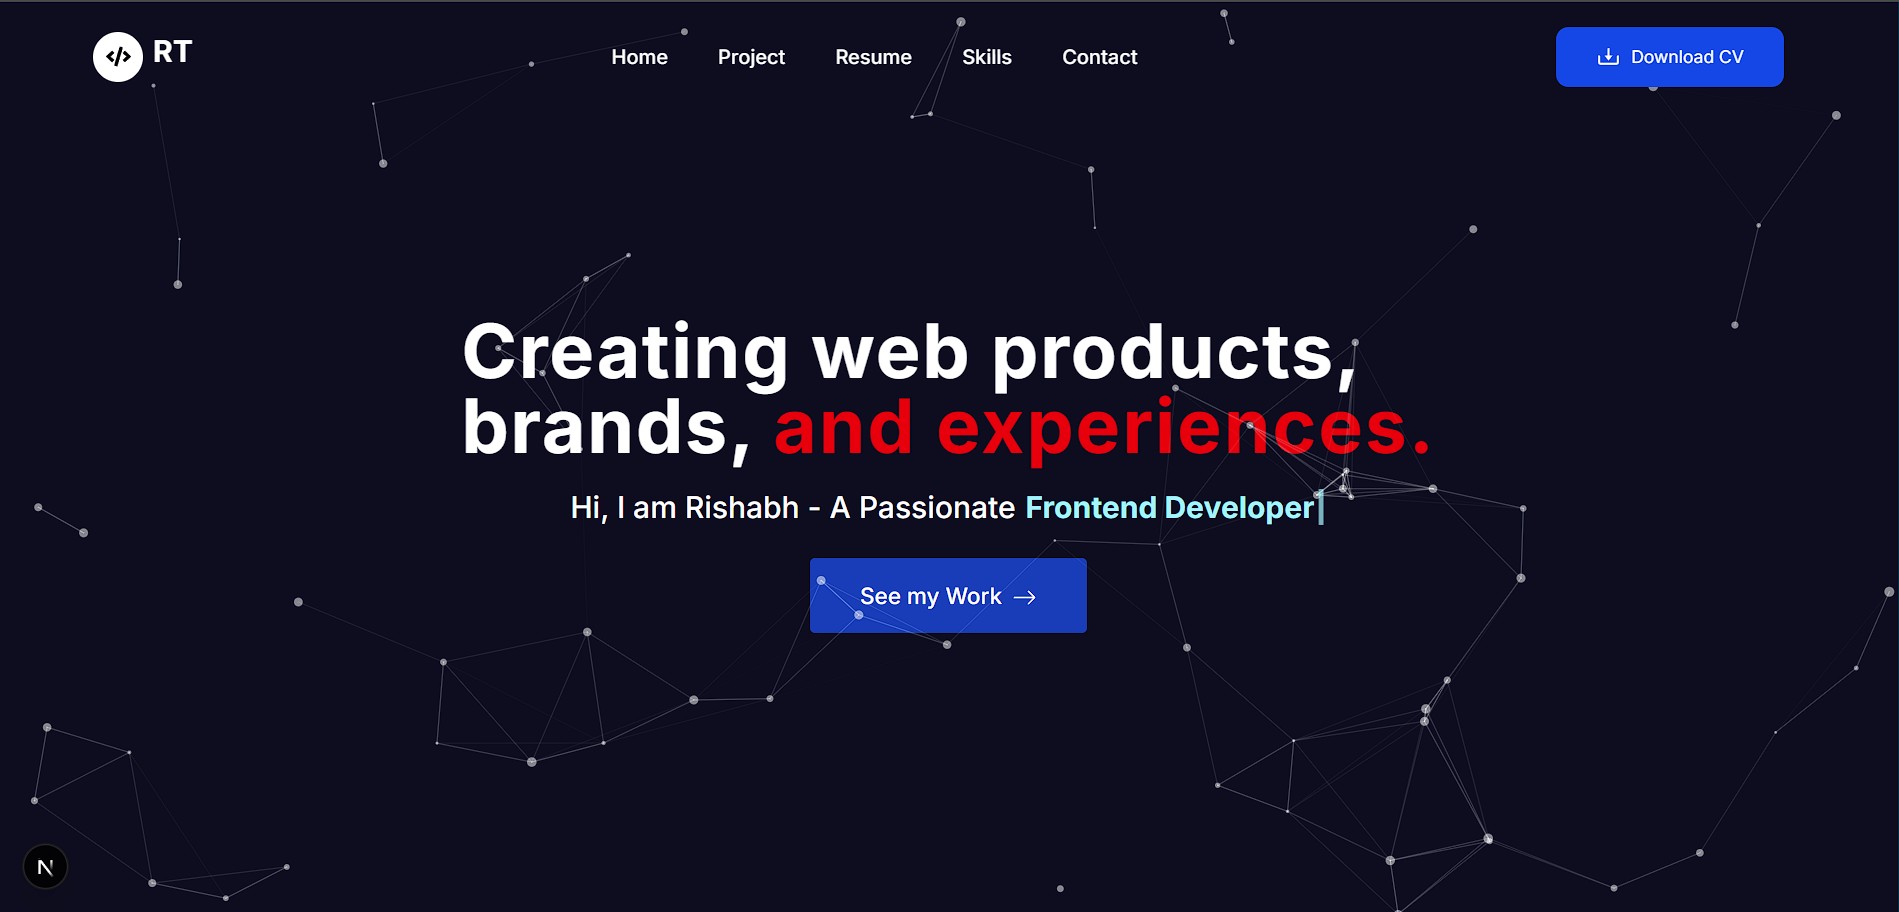 </> RT
Home Project Resume Skills Contact
Download CV
Creating web products,
brands, and experiences.
Hi, I am Rishabh - A Passionate Frontend Developer|
See my Work →
N